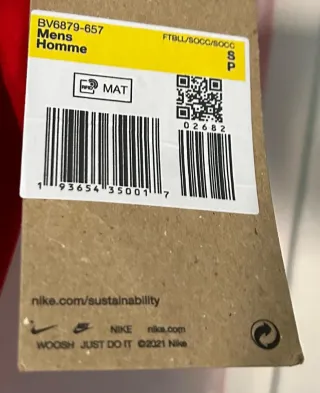 BV6879-657
Mens
Homme
FTBLL/SOCC/SOCC
S
P
RFID MAT
02682
1 93654 35001 7
nike.com/sustainability
NIKE nike.com
WOOSH JUST DO IT ©2021 Nike